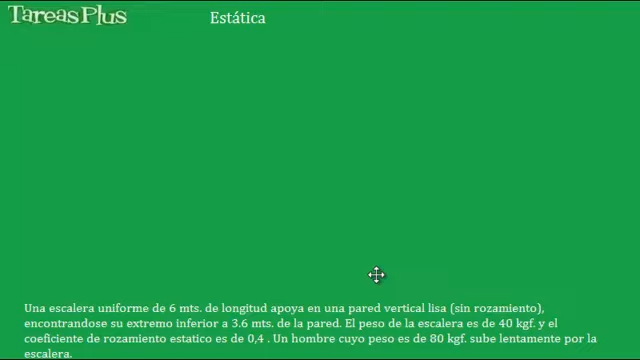 TareasPlus
Estática
Una escalera uniforme de 6 mts. de longitud apoya en una pared vertical lisa (sin rozamiento),
encontrandose su extremo inferior a 3.6 mts. de la pared. El peso de la escalera es de 40 kgf. y el
coeficiente de rozamiento estatico es de 0,4 . Un hombre cuyo peso es de 80 kgf. sube lentamente por la
escalera.